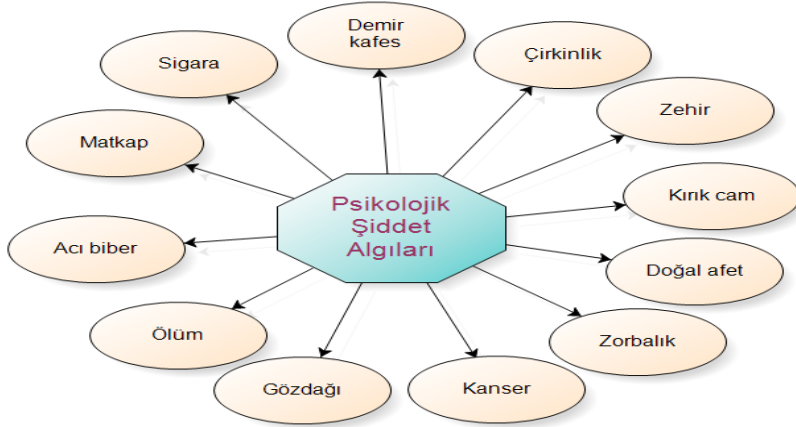 Demir
kafes
Sigara
Çirkinlik
Zehir
Matkap
Psikolojik
Şiddet
Algıları
Kırık cam
Acı biber
Doğal afet
Ölüm
Zorbalık
Gözdağı
Kanser